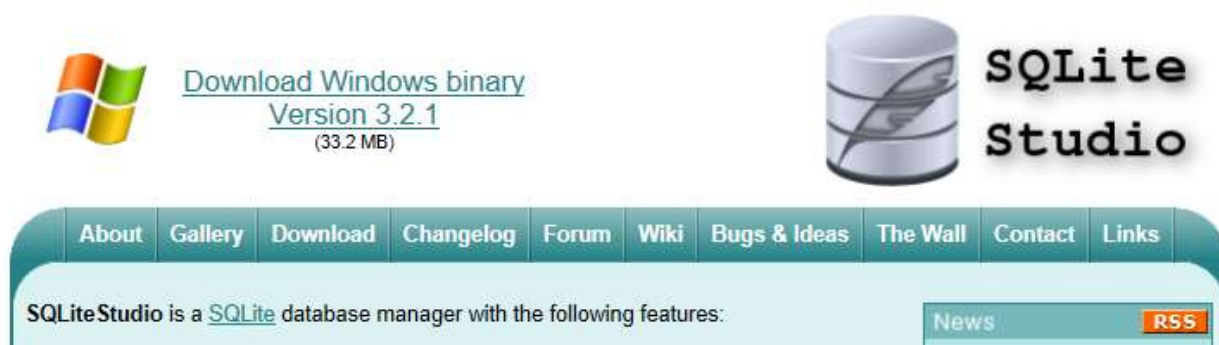 Download Windows binary
Version 3.2.1
(33.2 MB)
SQLite
Studio
About Gallery Download Changelog Forum Wiki Bugs & Ideas The Wall Contact Links
SQLiteStudio is a SQLite database manager with the following features:
News RSS